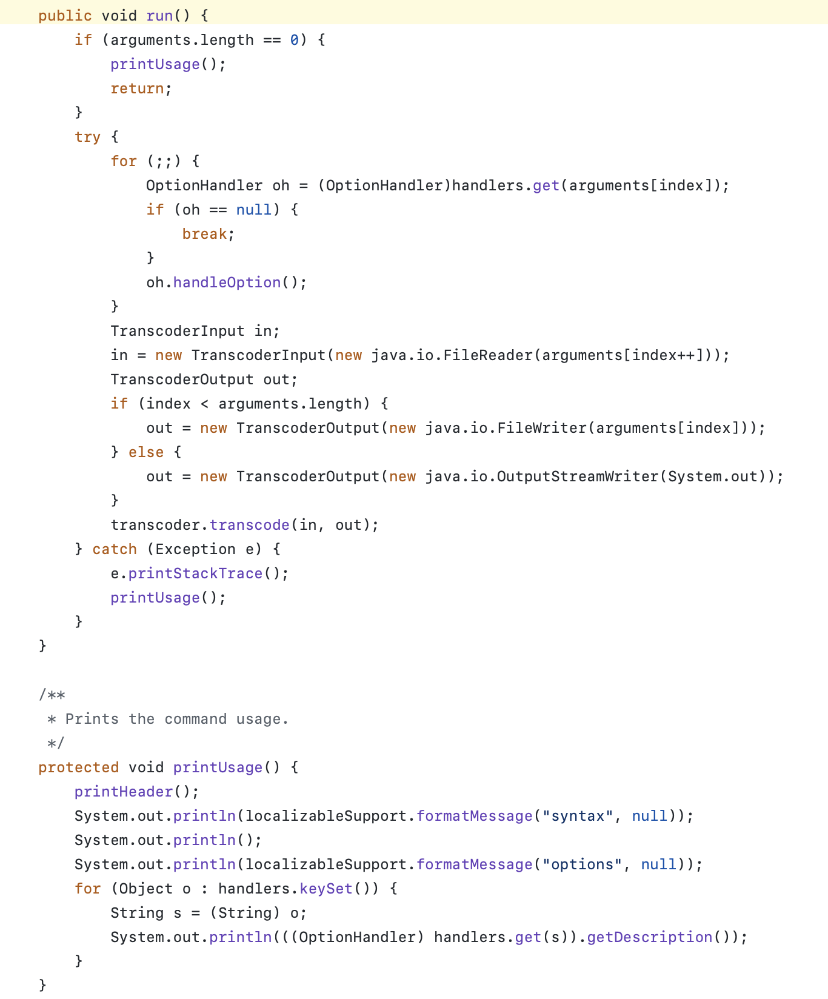 public void run() {
    if (arguments.length == 0) {
        printUsage();
        return;
    }
    try {
        for (;;) {
            OptionHandler oh = (OptionHandler)handlers.get(arguments[index]);
            if (oh == null) {
                break;
            }
            oh.handleOption();
        }
        TranscoderInput in;
        in = new TranscoderInput(new java.io.FileReader(arguments[index++]));
        TranscoderOutput out;
        if (index < arguments.length) {
            out = new TranscoderOutput(new java.io.FileWriter(arguments[index]));
        } else {
            out = new TranscoderOutput(new java.io.OutputStreamWriter(System.out));
        }
        transcoder.transcode(in, out);
    } catch (Exception e) {
        e.printStackTrace();
        printUsage();
    }
}

/**
 * Prints the command usage.
 */
protected void printUsage() {
    printHeader();
    System.out.println(localizableSupport.formatMessage("syntax", null));
    System.out.println();
    System.out.println(localizableSupport.formatMessage("options", null));
    for (Object o : handlers.keySet()) {
        String s = (String) o;
        System.out.println(((OptionHandler) handlers.get(s)).getDescription());
    }
}